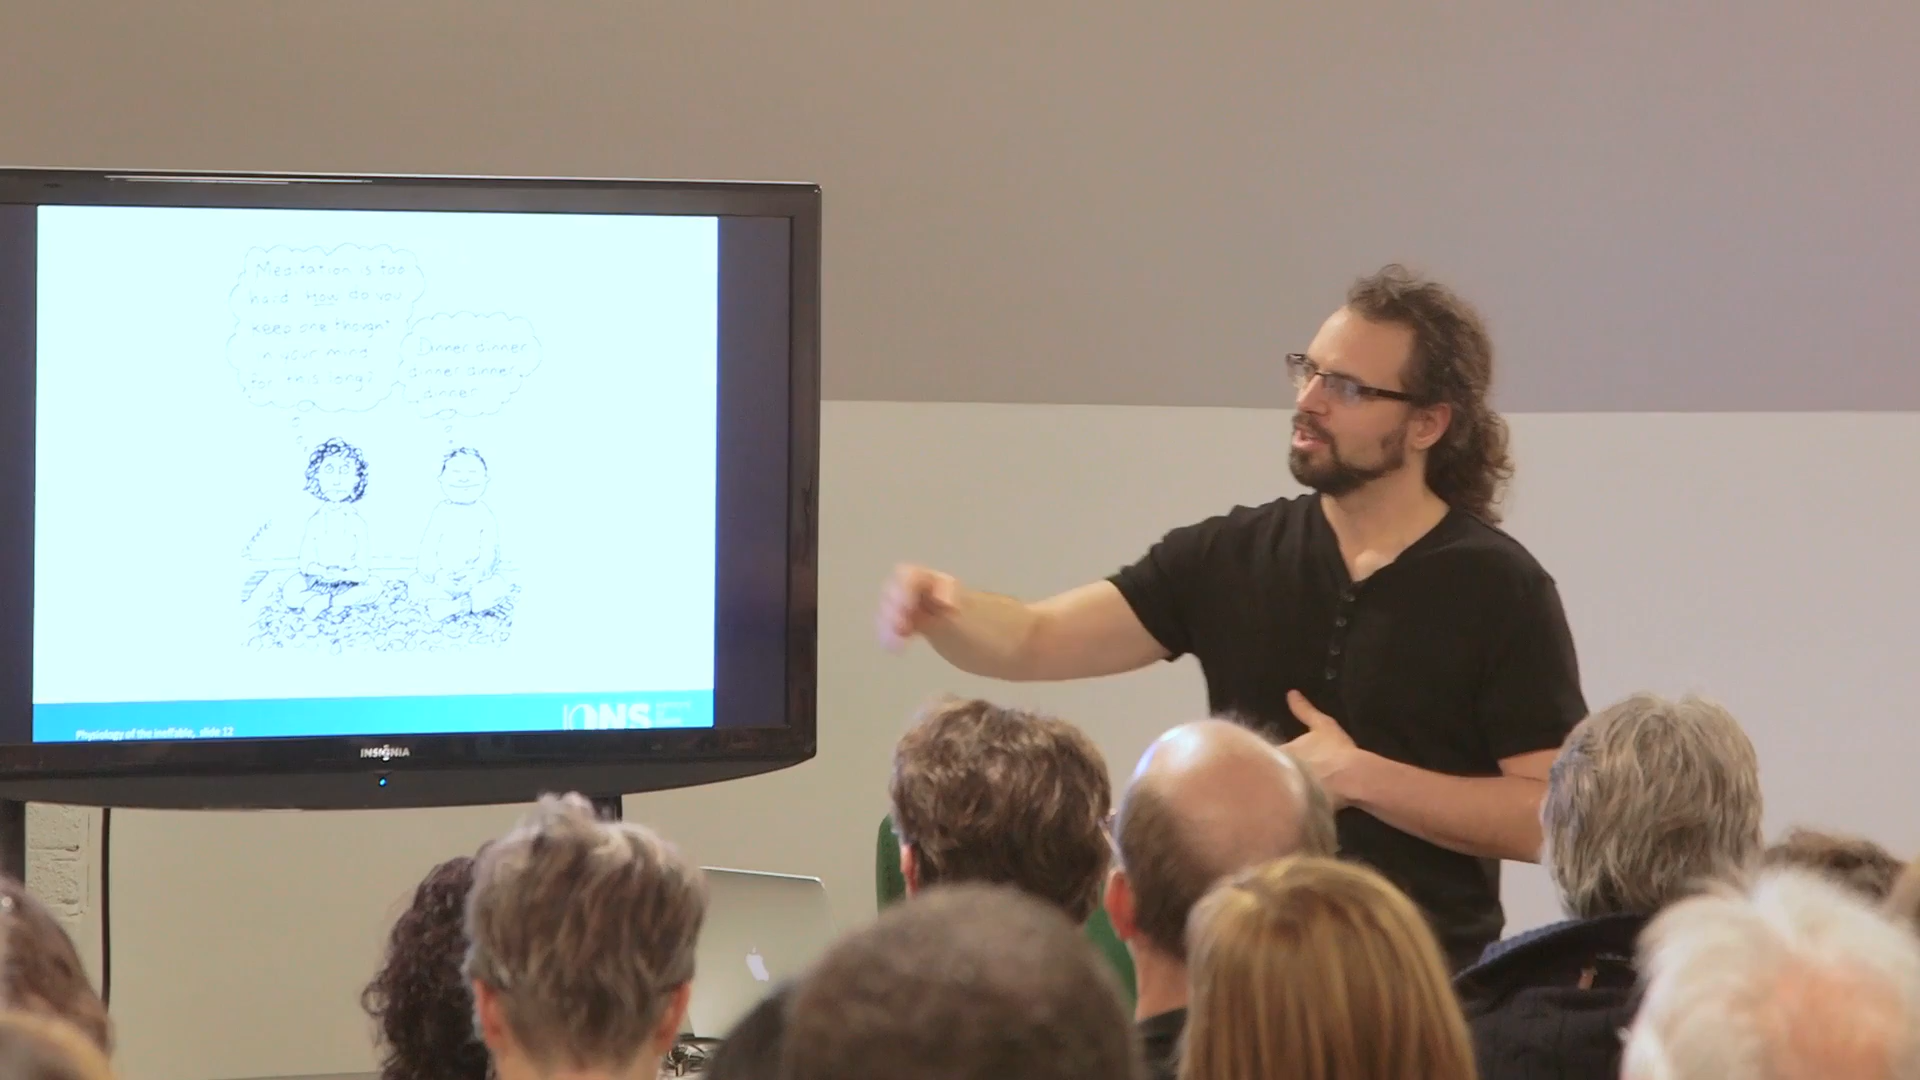 Meditation is too
hard. How do you
keep one thought
in your mind
for this long?
Dinner dinner
dinner dinner
dinner
Physiology of the ineffable, slide 12
IONS
INSIGNIA